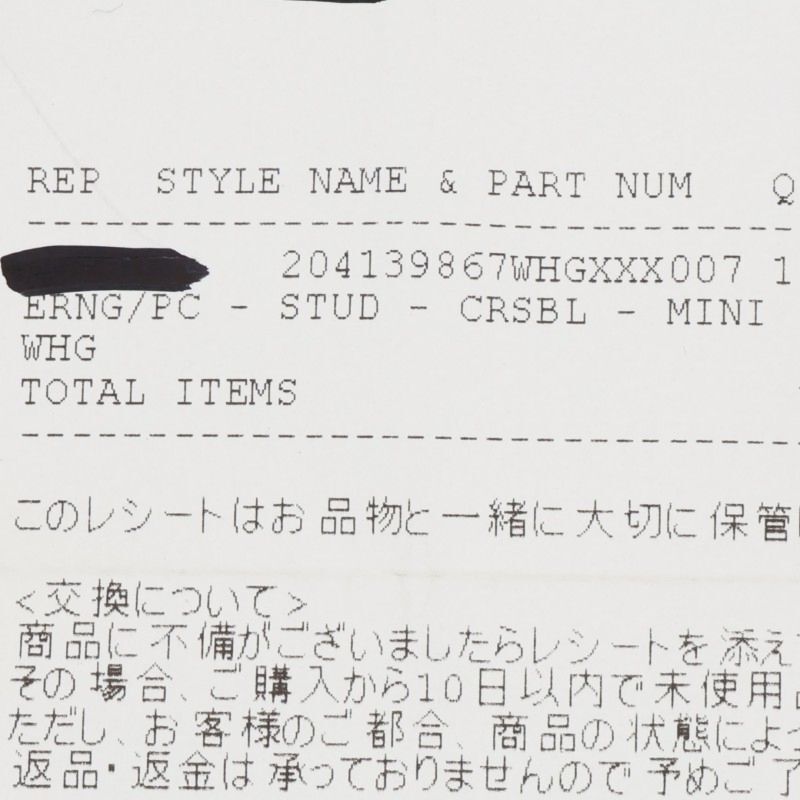 REP STYLE NAME & PART NUM Q
204139867WHGXXX007 1
ERNG/PC - STUD - CRSBL - MINI
WHG
TOTAL ITEMS
このレシートはお品物と一緒に大切に保管
<交換について>
商品に不備がございましたらレシートを添え
その場合、ご購入から10日以内で未使用
ただし、お客様のご都合、商品の状態によっ
返品・返金は承っておりませんので予めご了